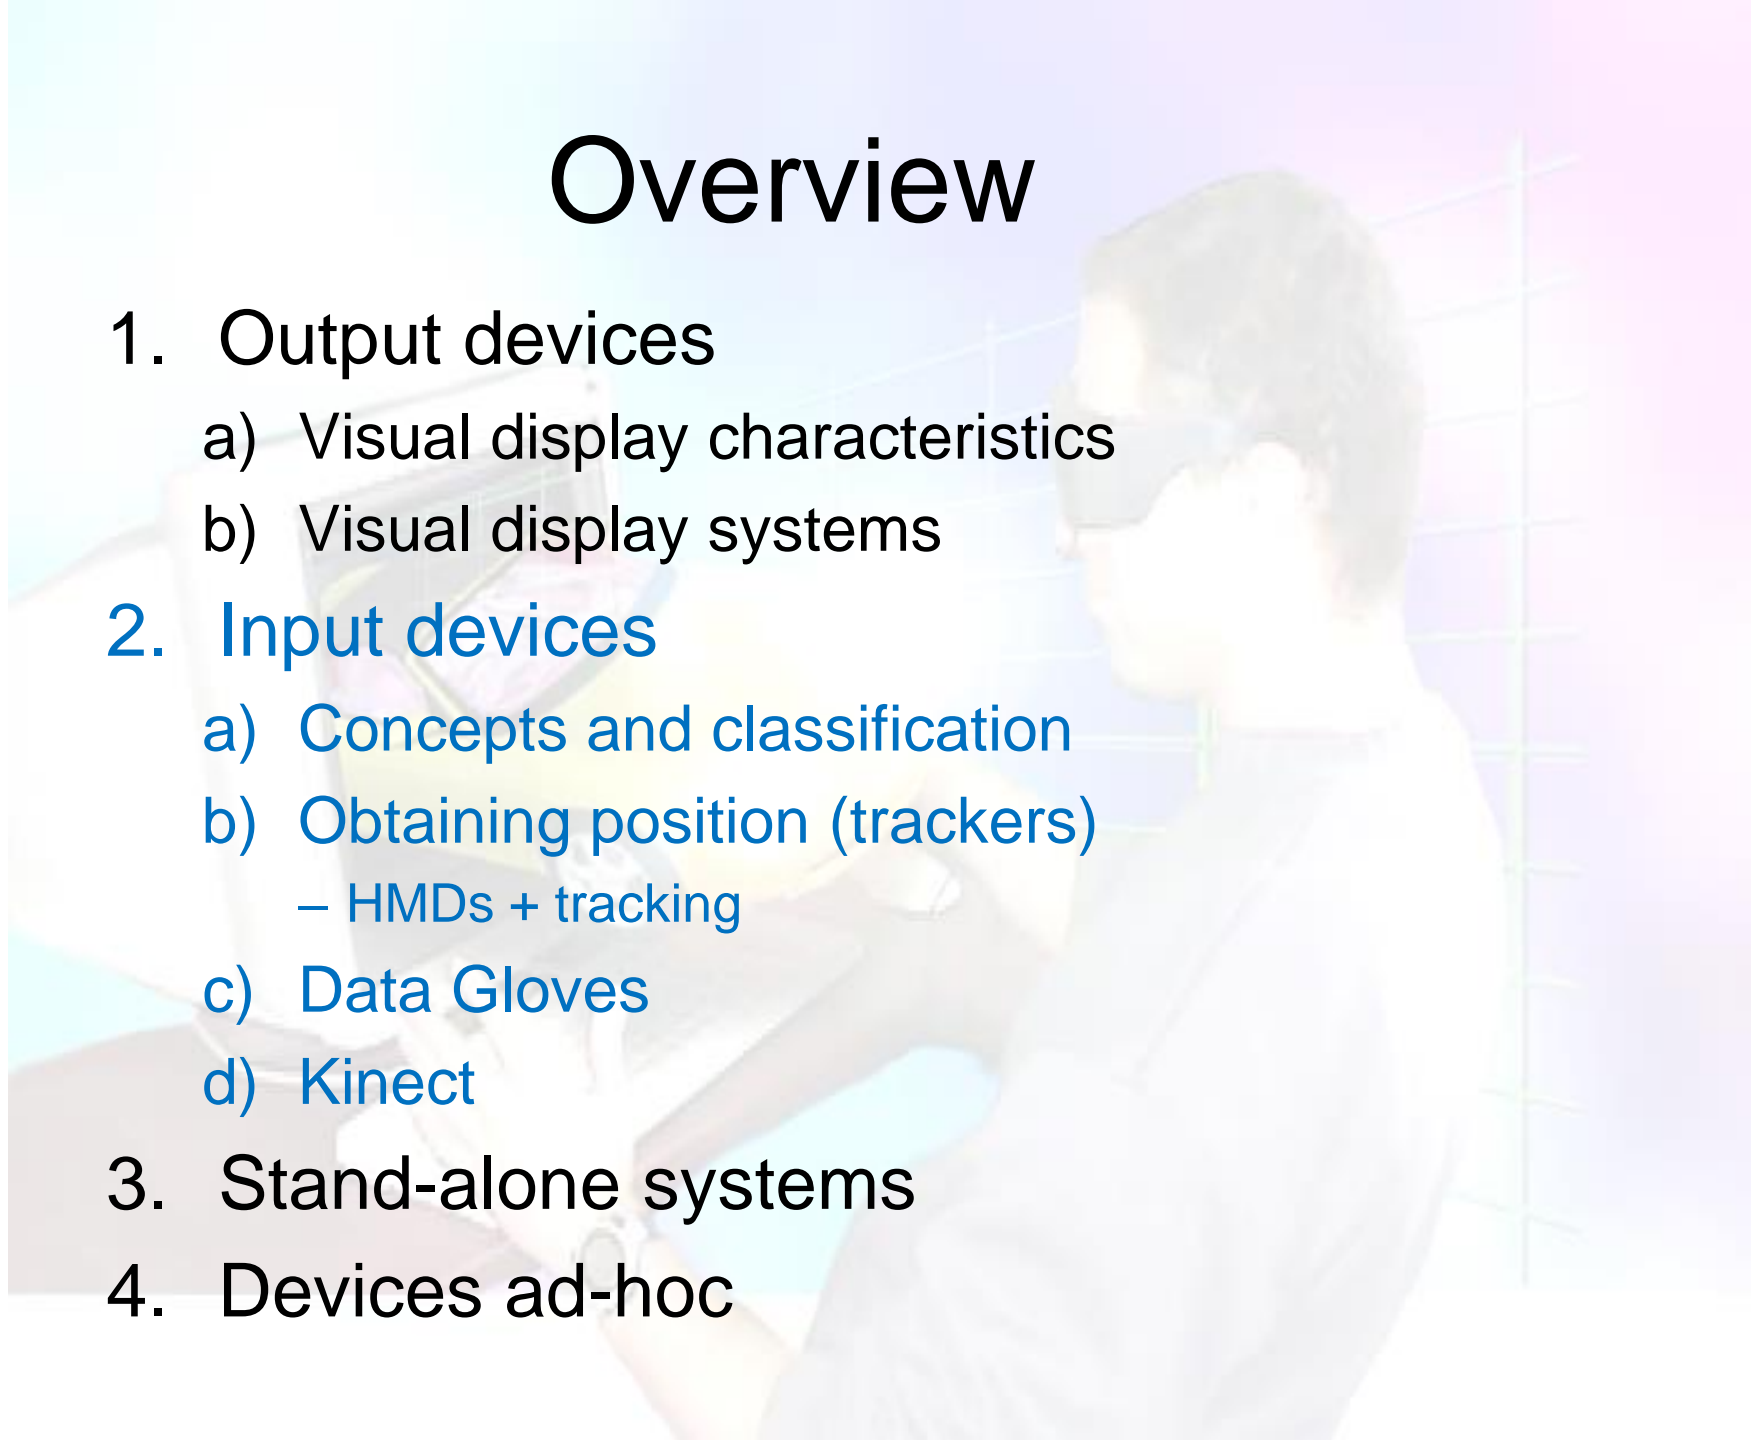 Overview
1. Output devices
a) Visual display characteristics
b) Visual display systems
2. Input devices
a) Concepts and classification
b) Obtaining position (trackers)
– HMDs + tracking
c) Data Gloves
d) Kinect
3. Stand-alone systems
4. Devices ad-hoc